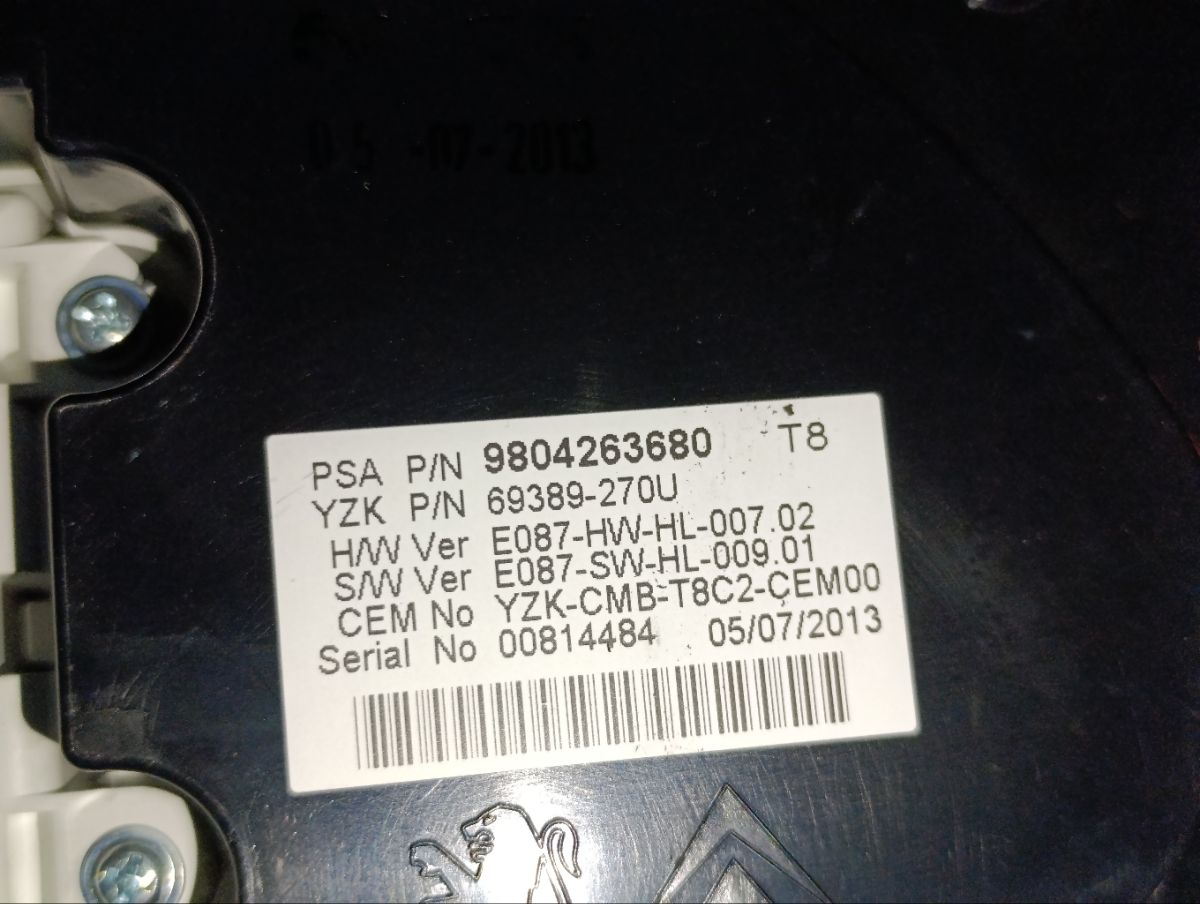 05-07-2013
PSA P/N 9804263680 T8
YZK P/N 69389-270U
H/W Ver E087-HW-HL-007.02
S/W Ver E087-SW-HL-009.01
CEM No YZK-CMB-T8C2-CEM00
Serial No 00814484 05/07/2013